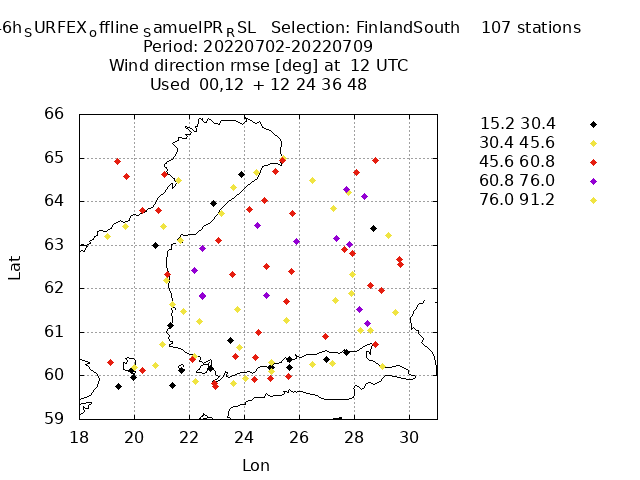 46h SURFEX offline SamuelPR RSL Selection: FinlandSouth 107 stations
Period: 20220702-20220709
Wind direction rmse [deg] at 12 UTC
Used 00,12 + 12 24 36 48
66
65
64
63
62
61
60
59
18 20 22 24 26 28 30
Lat
Lon
15.2 30.4
30.4 45.6
45.6 60.8
60.8 76.0
76.0 91.2